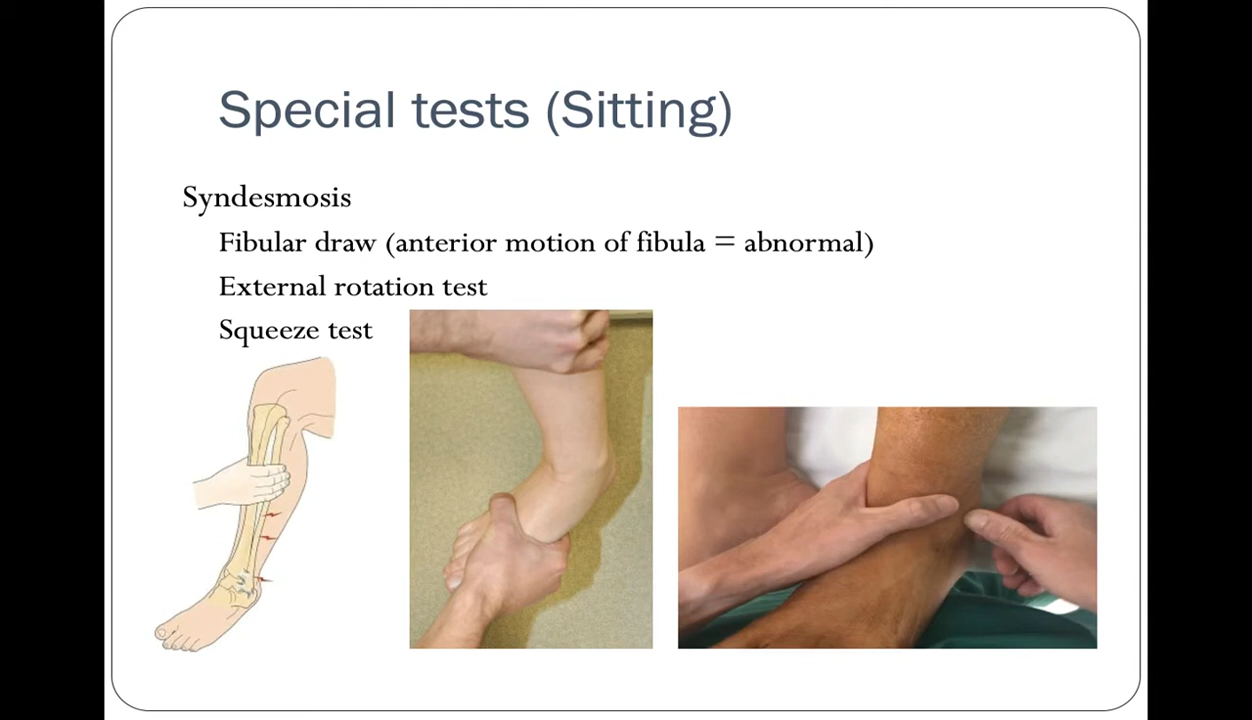 Special tests (Sitting)
Syndesmosis
Fibular draw (anterior motion of fibula = abnormal)
External rotation test
Squeeze test